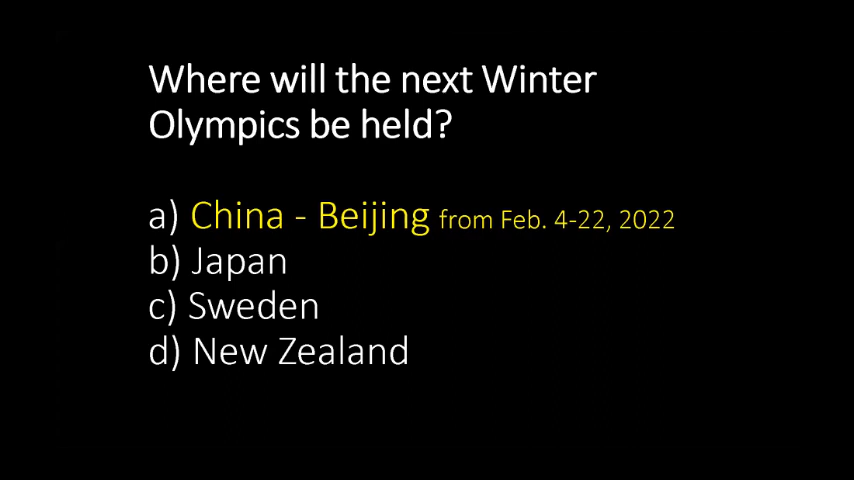 Where will the next Winter
Olympics be held?
a) China - Beijing from Feb. 4-22, 2022
b) Japan
c) Sweden
d) New Zealand